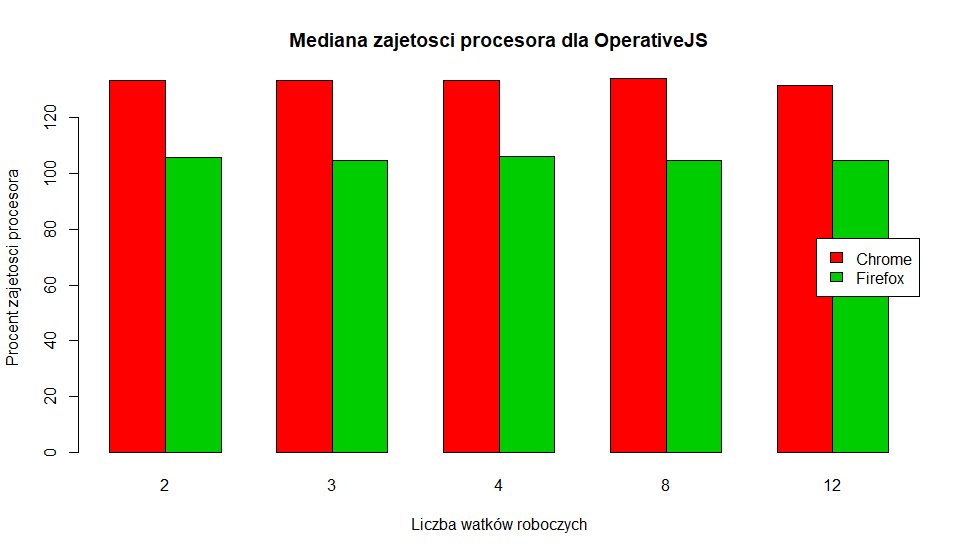 Mediana zajetosci procesora dla OperativeJS
Procent zajetosci procesora
120
100
80
60
40
20
0
Chrome
Firefox
2 3 4 8 12
Liczba watków roboczych